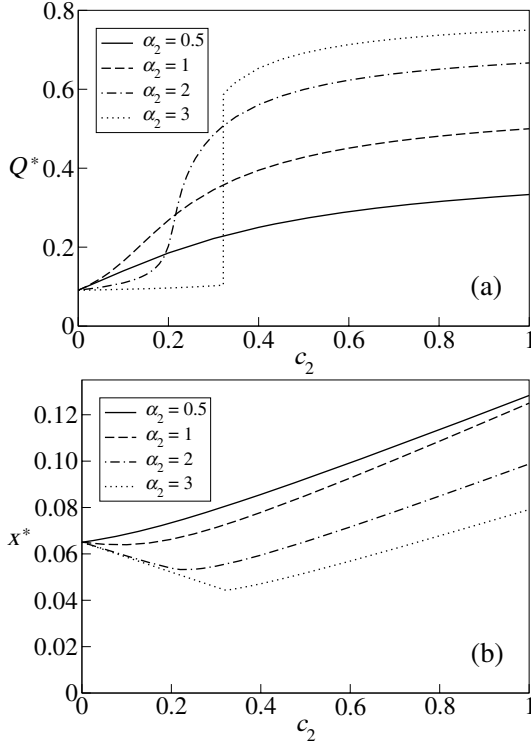 0.8
0.6
Q*
0.4
0.2
0
α₂ = 0.5
α₂ = 1
α₂ = 2
α₂ = 3
(a)
0 0.2 0.4 0.6 0.8 1
c₂
0.12
0.10
0.08
x*
0.06
0.04
0.02
0
α₂ = 0.5
α₂ = 1
α₂ = 2
α₂ = 3
(b)
0 0.2 0.4 0.6 0.8 1
c₂